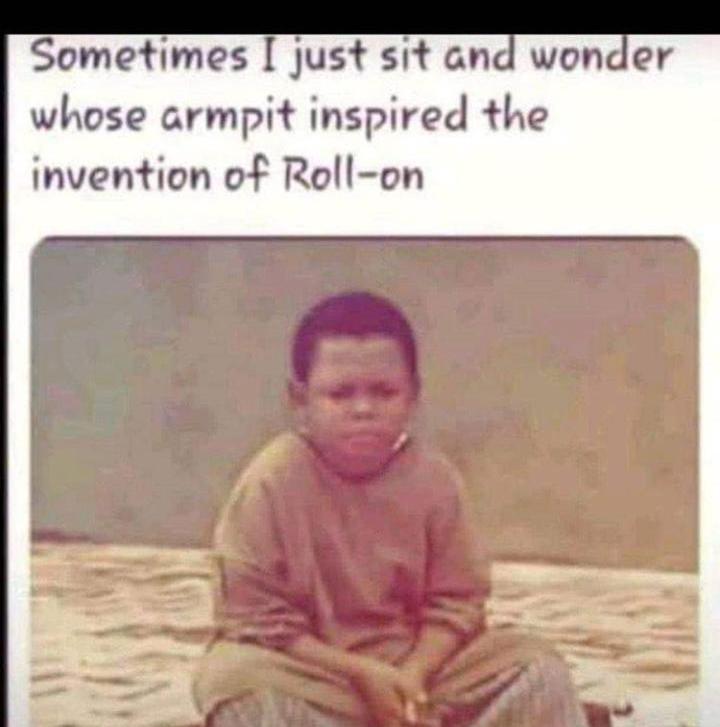 Sometimes I just sit and wonder
whose armpit inspired the
invention of Roll-on